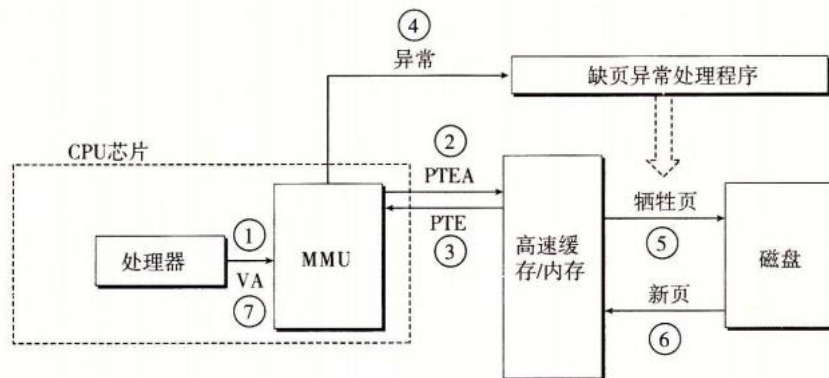 ④
异常
缺页异常处理程序
CPU芯片
②
PTEA
PTE
③
处理器
①
VA
⑦
MMU
高速缓
存/内存
牺牲页
⑤
新页
⑥
磁盘